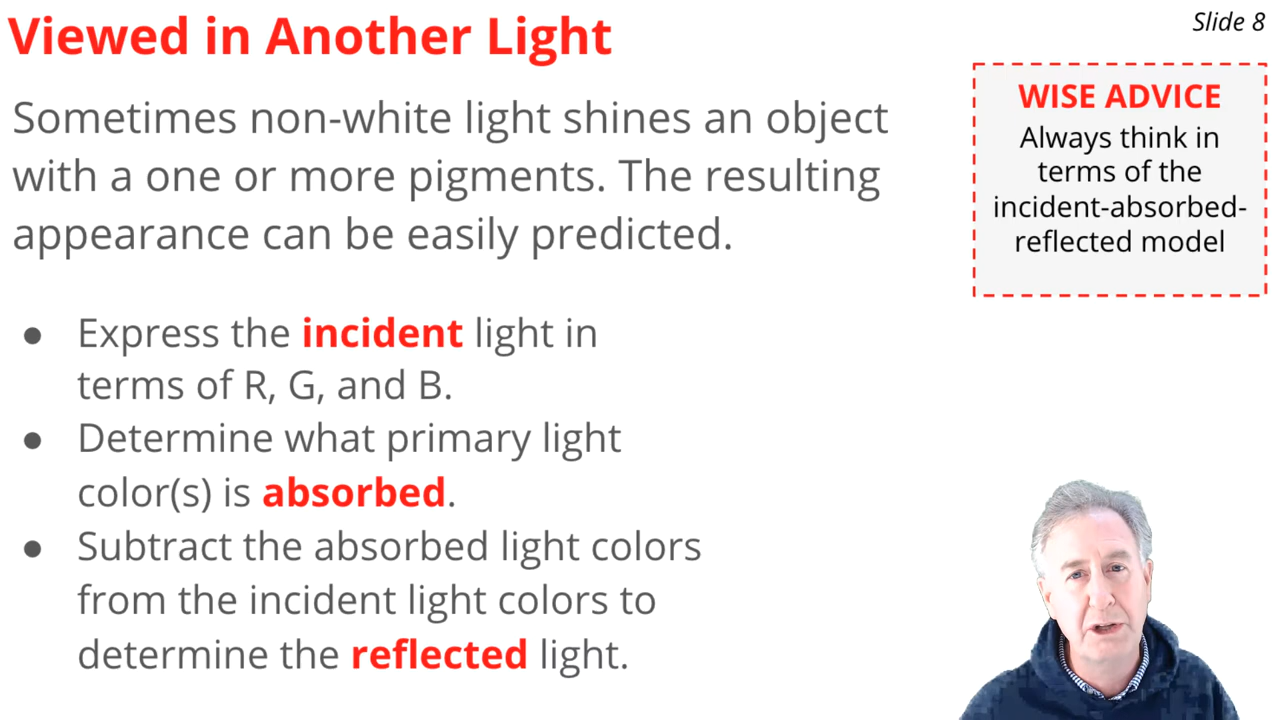 Viewed in Another Light
Slide 8
Sometimes non-white light shines an object
with a one or more pigments. The resulting
appearance can be easily predicted.
WISE ADVICE
Always think in
terms of the
incident-absorbed-
reflected model
● Express the incident light in
terms of R, G, and B.
● Determine what primary light
color(s) is absorbed.
● Subtract the absorbed light colors
from the incident light colors to
determine the reflected light.